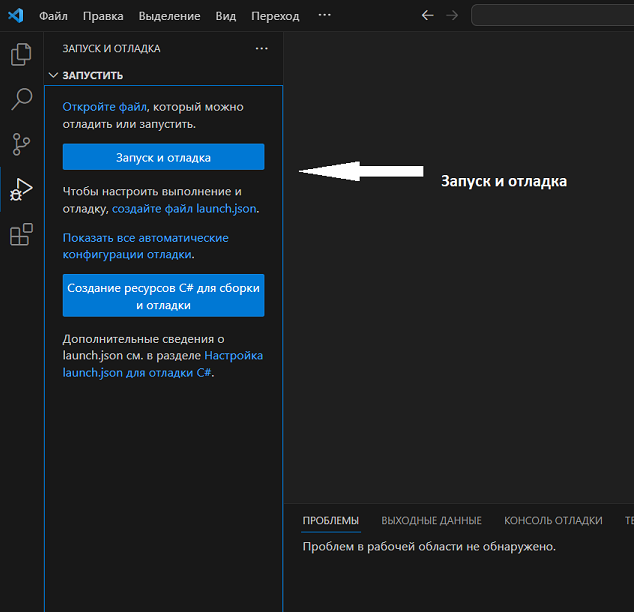 Файл Правка Выделение Вид Переход ···
ЗАПУСК И ОТЛАДКА ···
ЗАПУСТИТЬ
Откройте файл, который можно
отладить или запустить.
Запуск и отладка
Чтобы настроить выполнение и
отладку, создайте файл launch.json.
Показать все автоматические
конфигурации отладки.
Создание ресурсов C# для сборки
и отладки
Дополнительные сведения о
launch.json см. в разделе Настройка
launch.json для отладки C#.
Запуск и отладка
ПРОБЛЕМЫ ВЫХОДНЫЕ ДАННЫЕ КОНСОЛЬ ОТЛАДКИ
Проблем в рабочей области не обнаружено.